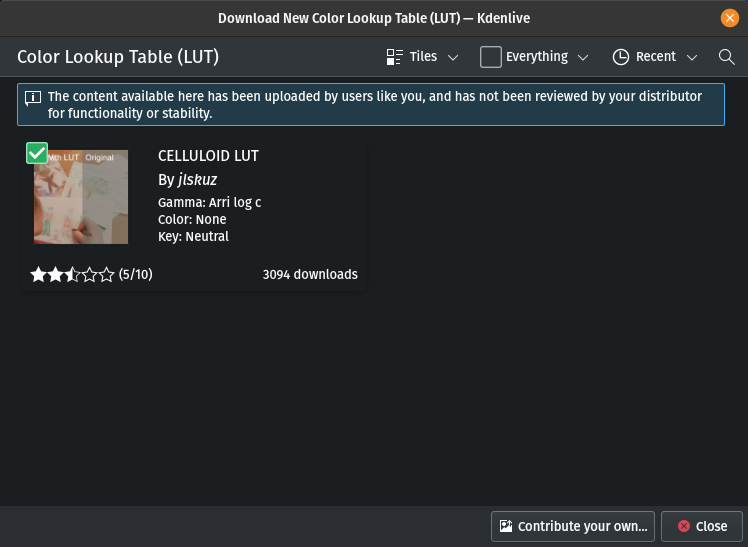 Download New Color Lookup Table (LUT) — Kdenlive
Color Lookup Table (LUT)
Tiles
Everything
Recent
The content available here has been uploaded by users like you, and has not been reviewed by your distributor
for functionality or stability.
With LUT Original
CELLULOID LUT
By jlskuz
Gamma: Arri log c
Color: None
Key: Neutral
(5/10)
3094 downloads
Contribute your own...
Close